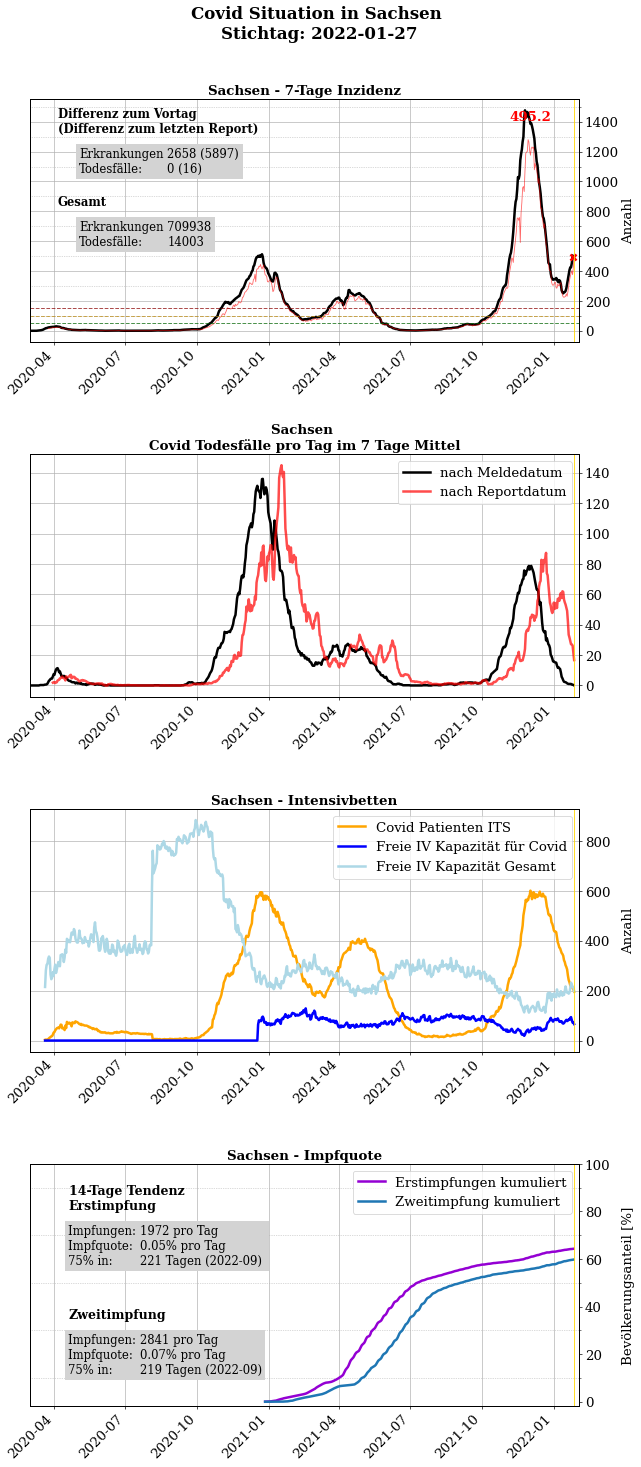 Covid Situation in Sachsen
Stichtag: 2022-01-27
Sachsen - 7-Tage Inzidenz
Differenz zum Vortag
(Differenz zum letzten Report)
Erkrankungen 2658 (5897)
Todesfälle: 0 (16)
Gesamt
Erkrankungen 709938
Todesfälle: 14003
495.2
1400
1200
1000
800
600
400
200
0
Anzahl
2020-04 2020-07 2020-10 2021-01 2021-04 2021-07 2021-10 2022-01
Sachsen
Covid Todesfälle pro Tag im 7 Tage Mittel
nach Meldedatum
nach Reportdatum
140
120
100
80
60
40
20
0
2020-04 2020-07 2020-10 2021-01 2021-04 2021-07 2021-10 2022-01
Sachsen - Intensivbetten
Covid Patienten ITS
Freie IV Kapazität für Covid
Freie IV Kapazität Gesamt
800
600
400
200
0
Anzahl
2020-04 2020-07 2020-10 2021-01 2021-04 2021-07 2021-10 2022-01
Sachsen - Impfquote
14-Tage Tendenz
Erstimpfung
Impfungen: 1972 pro Tag
Impfquote: 0.05% pro Tag
75% in: 221 Tagen (2022-09)
Zweitimpfung
Impfungen: 2841 pro Tag
Impfquote: 0.07% pro Tag
75% in: 219 Tagen (2022-09)
Erstimpfungen kumuliert
Zweitimpfung kumuliert
100
80
60
40
20
0
Bevölkerungsanteil [%]
2020-04 2020-07 2020-10 2021-01 2021-04 2021-07 2021-10 2022-01